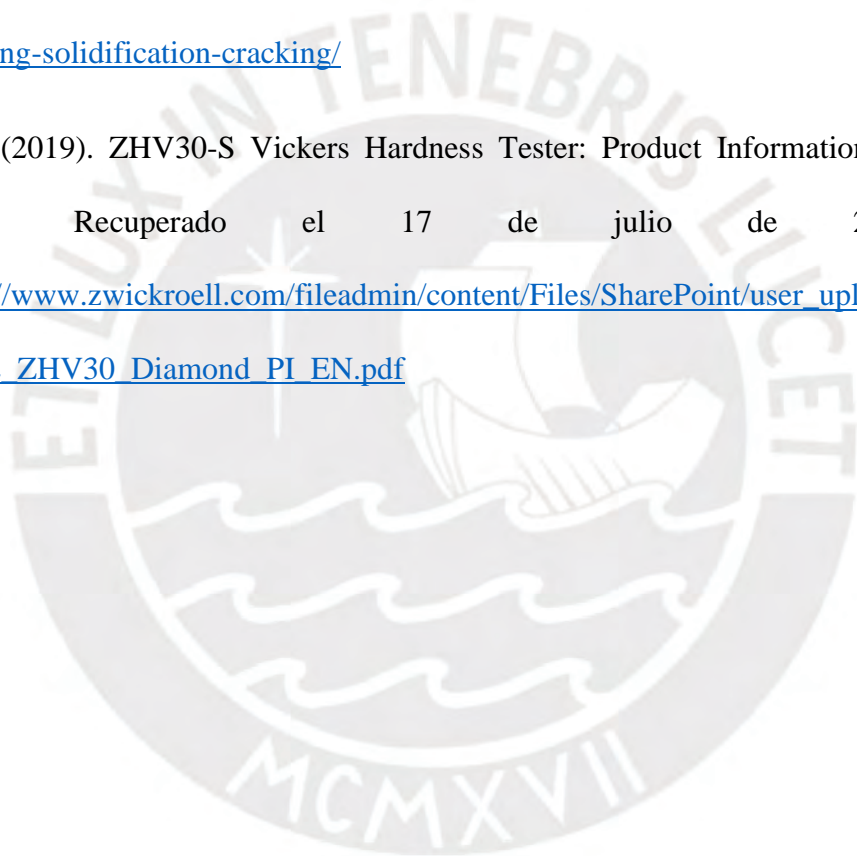 ng-solidification-cracking/
(2019). ZHV30-S Vickers Hardness Tester: Product Information
Recuperado el 17 de julio de
//www.zwickroell.com/fileadmin/content/Files/SharePoint/user_upl
_ZHV30_Diamond_PI_EN.pdf
ET LUX IN TENEBRIS LUCET
MCMXVII